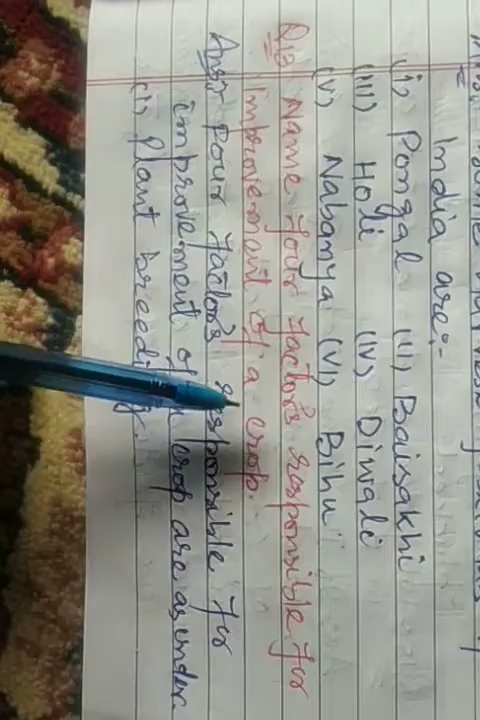 India are:-
(i) Pongal (ii) Baisakhi
(iii) Holi (iv) Diwali
(v) Nabanya (vi) Bihu
Q13 Name four factors responsible for
improvement of a crop.
Ans:- Four factors responsible for
improvement of crop are as under.
(i) Plant breeding.